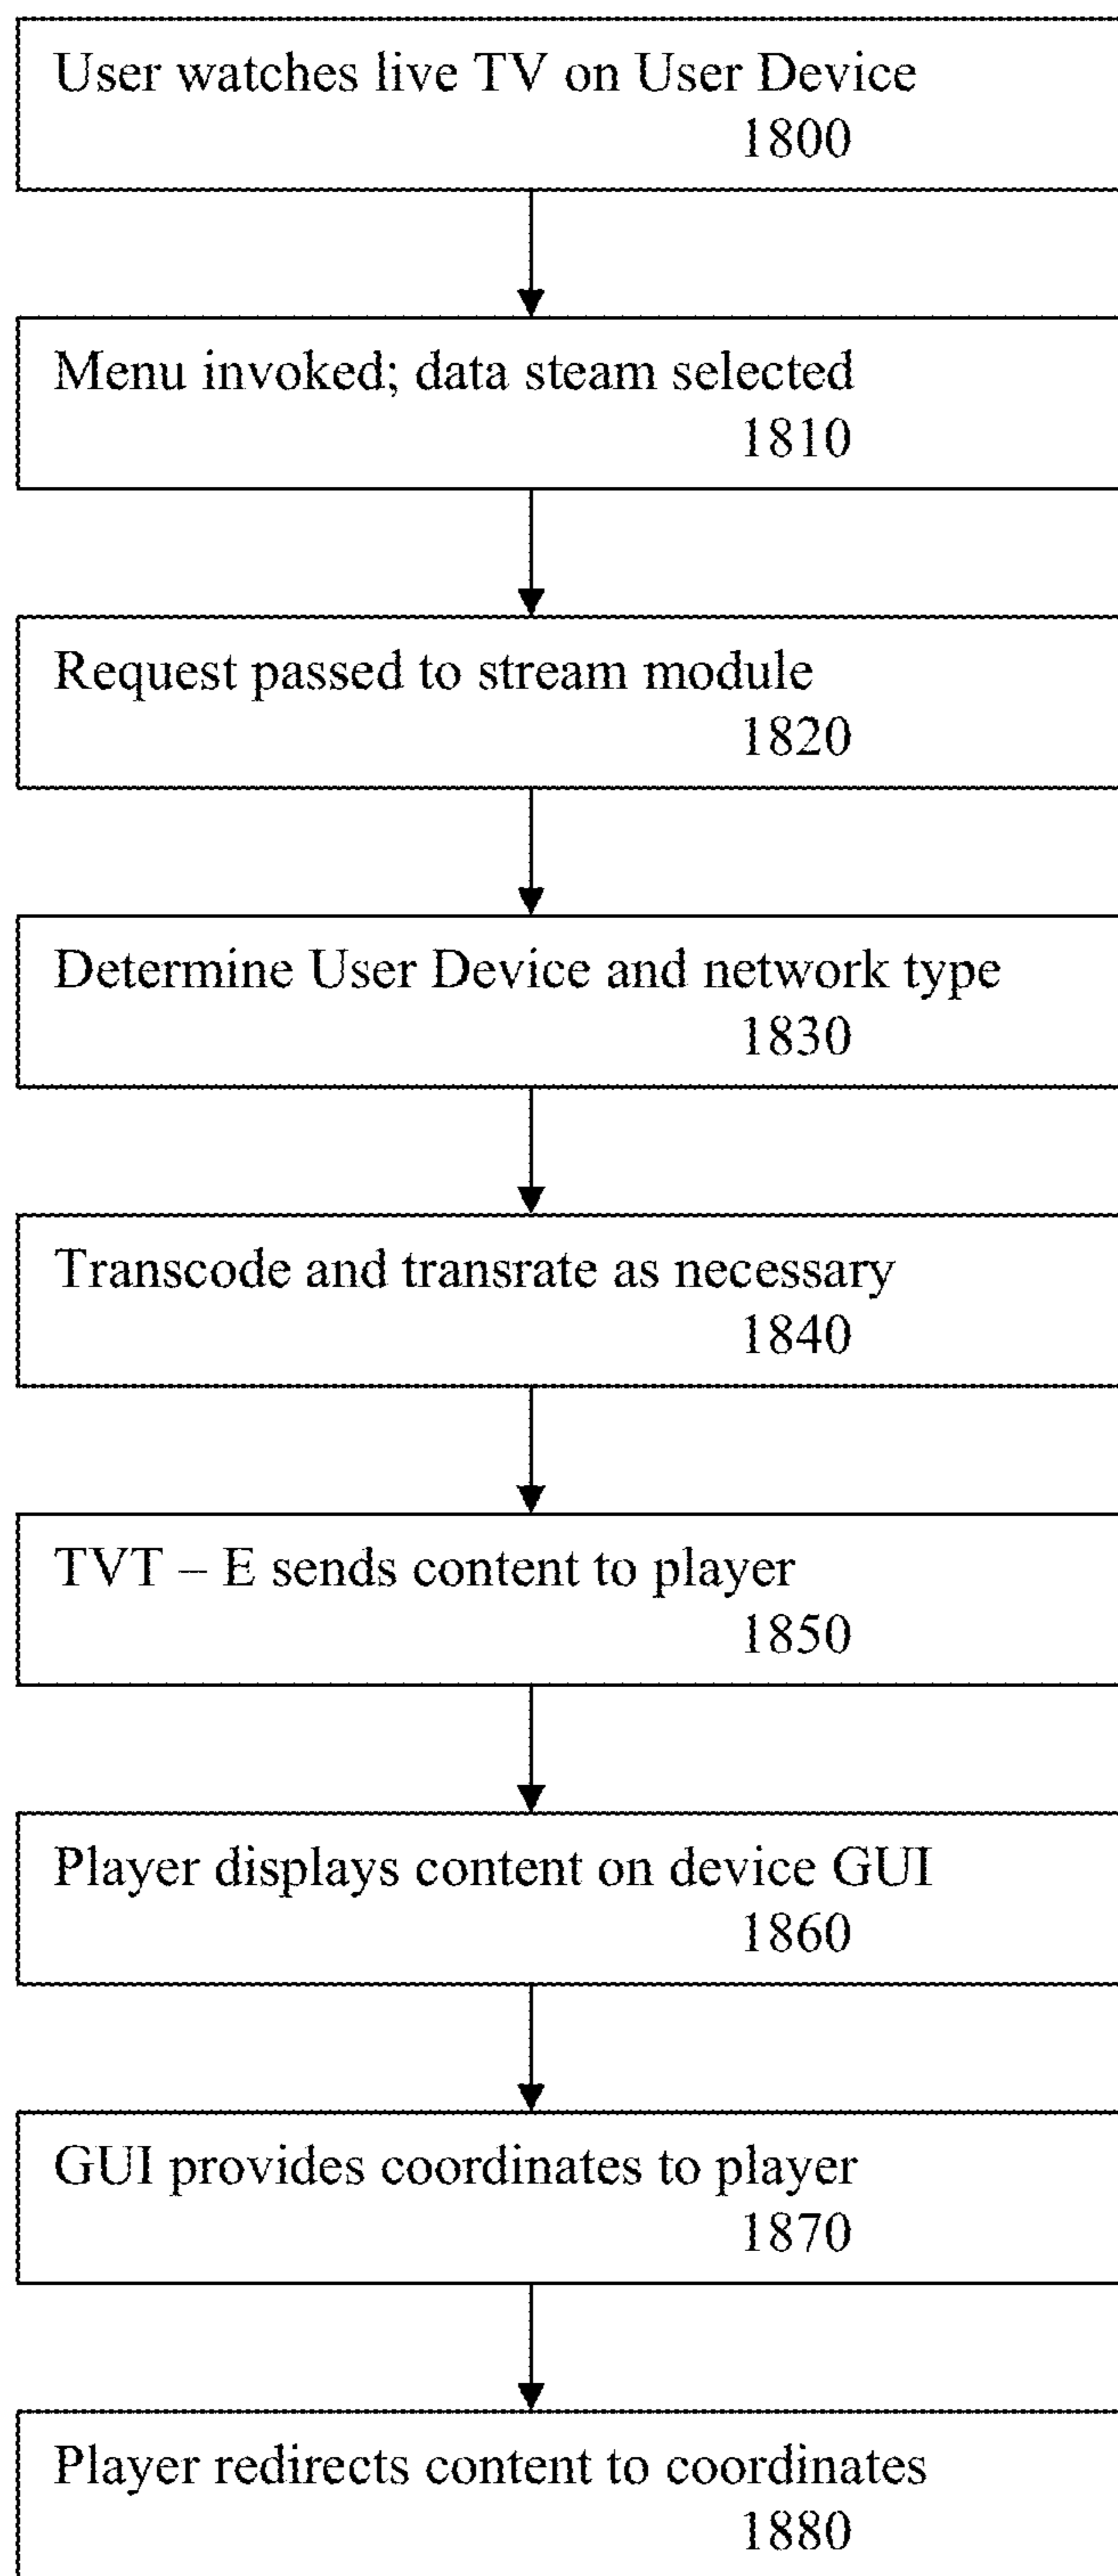 User watches live TV on User Device
1800
Menu invoked; data steam selected
1810
Request passed to stream module
1820
Determine User Device and network type
1830
Transcode and transrate as necessary
1840
TVT – E sends content to player
1850
Player displays content on device GUI
1860
GUI provides coordinates to player
1870
Player redirects content to coordinates
1880